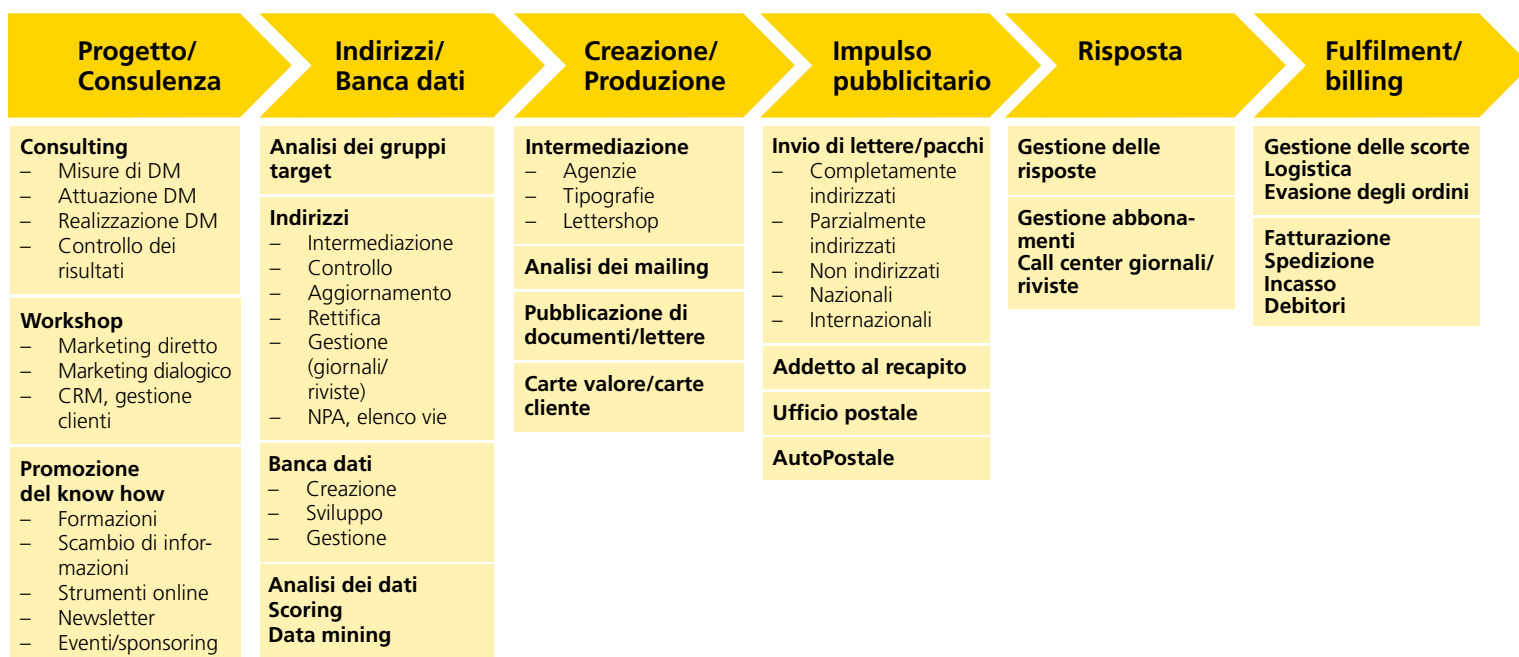 Progetto/
Consulenza
Indirizzi/
Banca dati
Creazione/
Produzione
Impulso
pubblicitario
Risposta
Fulfilment/
billing
Consulting
– Misure di DM
– Attuazione DM
– Realizzazione DM
– Controllo dei
risultati
Workshop
– Marketing diretto
– Marketing dialogico
– CRM, gestione
clienti
Promozione
del know how
– Formazioni
– Scambio di infor-
mazioni
– Strumenti online
– Newsletter
– Eventi/sponsoring
Analisi dei gruppi
target
Indirizzi
– Intermediazione
– Controllo
– Aggiornamento
– Rettifica
– Gestione
(giornali/
riviste)
– NPA, elenco vie
Banca dati
– Creazione
– Sviluppo
– Gestione
Analisi dei dati
Scoring
Data mining
Intermediazione
– Agenzie
– Tipografie
– Lettershop
Analisi dei mailing
Pubblicazione di
documenti/lettere
Carte valore/carte
cliente
Invio di lettere/pacchi
– Completamente
indirizzati
– Parzialmente
indirizzati
– Non indirizzati
– Nazionali
– Internazionali
Addetto al recapito
Ufficio postale
AutoPostale
Gestione delle
risposte
Gestione abbona-
menti
Call center giornali/
riviste
Gestione delle scorte
Logistica
Evasione degli ordini
Fatturazione
Spedizione
Incasso
Debitori